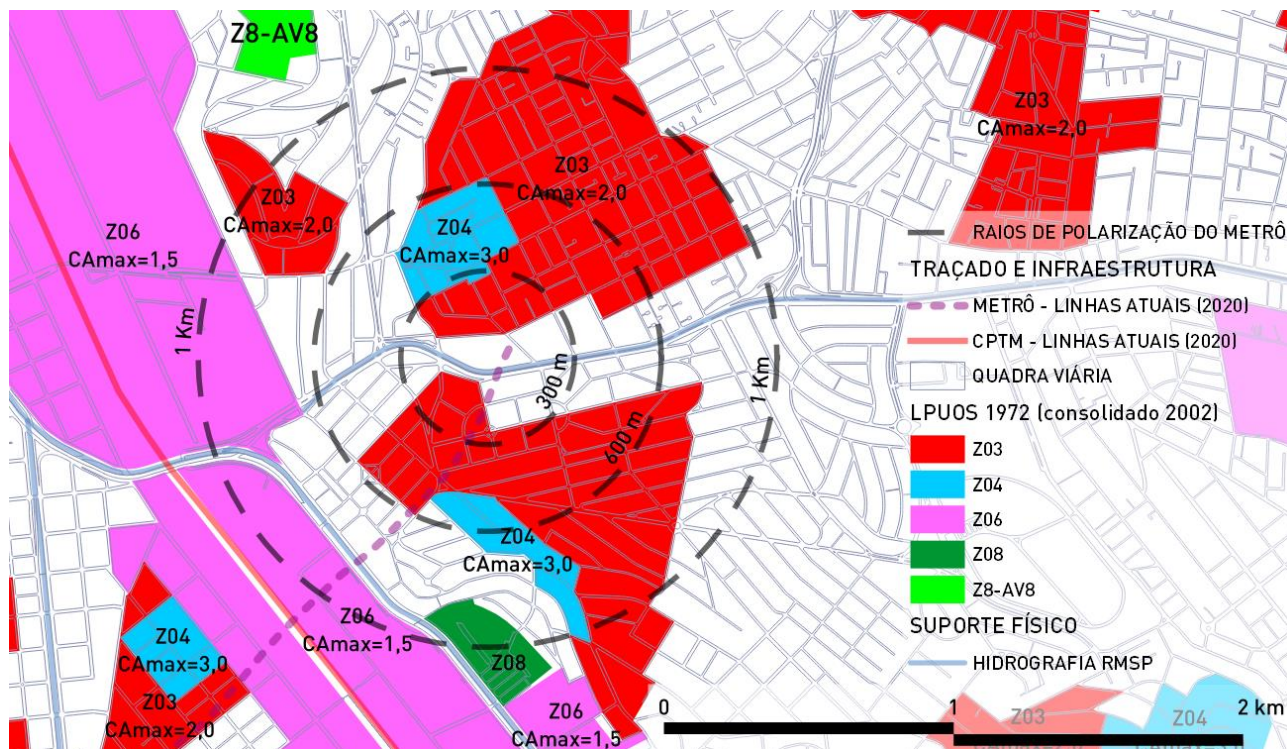 Z8-AV8
Z03
CAmax=2,0
Z03
CAmax=2,0
Z03
CAmax=2,0
Z04
CAmax=3,0
Z06
CAmax=1,5
1 Km
300 m
600 m
1 Km
Z04
CAmax=3,0
Z06
CAmax=1,5
Z08
Z04
CAmax=3,0
Z03
CAmax=2,0
Z06
CAmax=1,5
RAIOS DE POLARIZAÇÃO DO METRÔ
TRAÇADO E INFRAESTRUTURA
METRÔ - LINHAS ATUAIS (2020)
CPTM - LINHAS ATUAIS (2020)
QUADRA VIÁRIA
LPUOS 1972 (consolidado 2002)
Z03
Z04
Z06
Z08
Z8-AV8
SUPORTE FÍSICO
HIDROGRAFIA RMSP
Z03
Z04
0
1
2 km